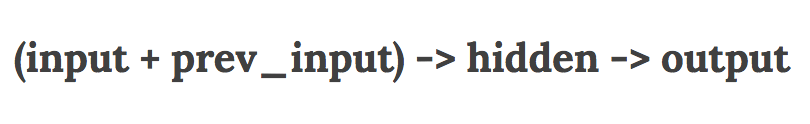 (input + prev_input) -> hidden -> output